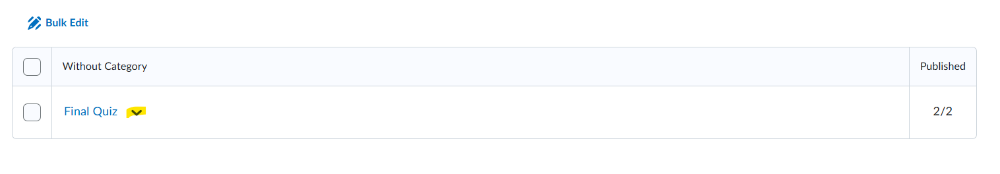 Bulk Edit
Without Category Published
Final Quiz 2/2